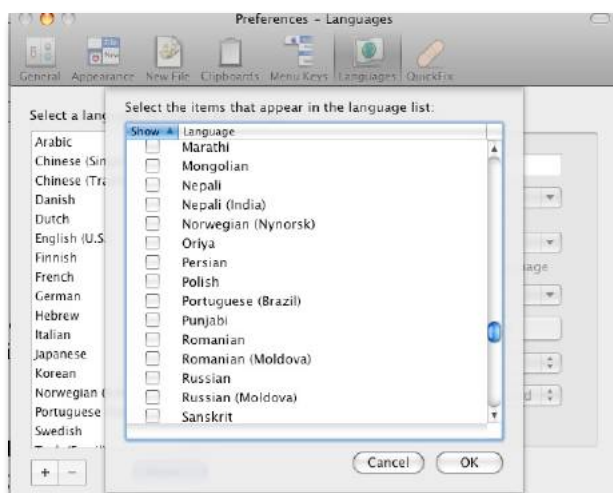 Preferences – Languages
General Appearance New File Clipboards Menu Keys Languages QuickFix
Select a lang
Select the items that appear in the language list:
Show Language
Marathi
Mongolian
Nepali
Nepali (India)
Norwegian (Nynorsk)
Oriya
Persian
Polish
Portuguese (Brazil)
Punjabi
Romanian
Romanian (Moldova)
Russian
Russian (Moldova)
Sanskrit
Arabic
Chinese (Sin
Chinese (Tra
Danish
Dutch
English (U.S
Finnish
French
German
Hebrew
Italian
Japanese
Korean
Norwegian (
Portuguese
Swedish
+ -
Cancel OK